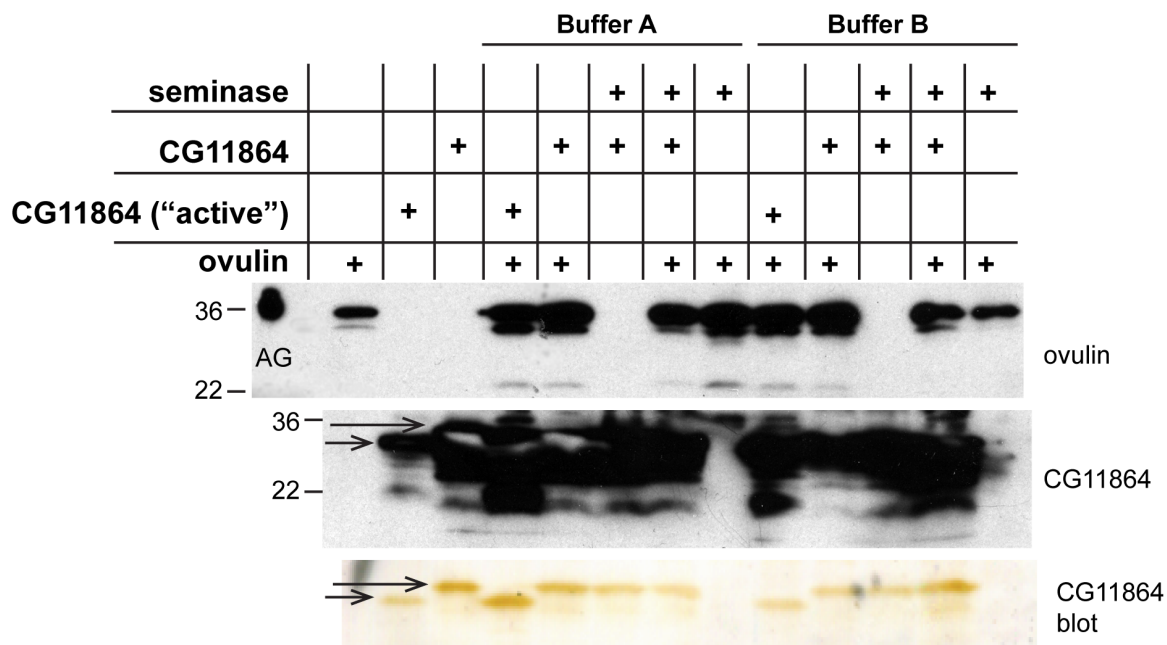 Buffer A Buffer B
seminase + + + + + +
CG11864 + + + + + + +
CG11864 (“active”) + + +
ovulin + + + + + + + + +
36
AG
22
ovulin
36
22
CG11864
CG11864
blot